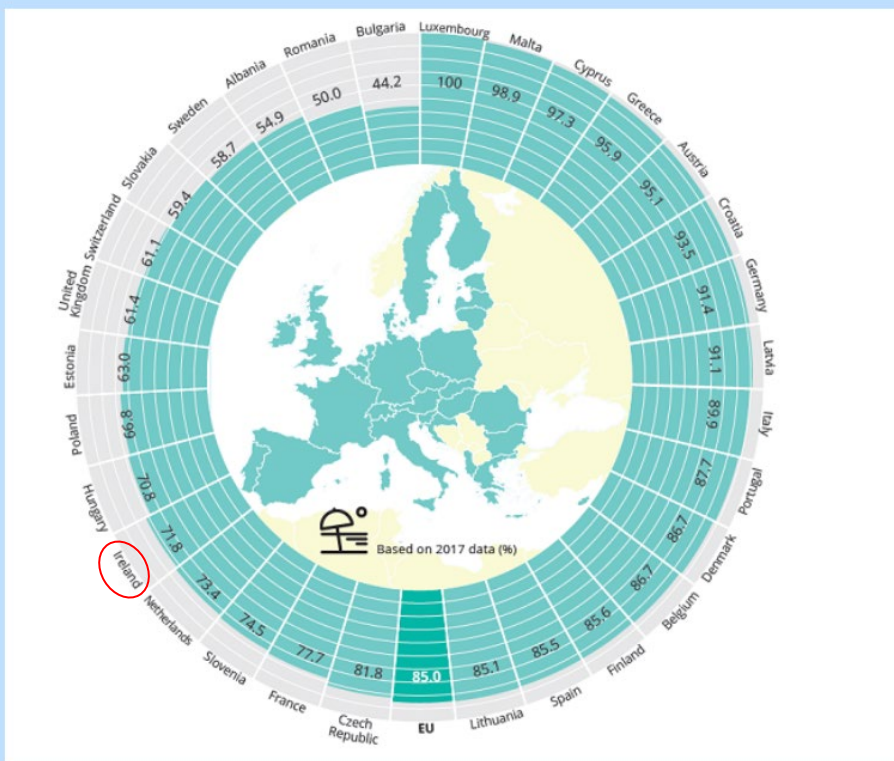 Luxembourg
100
Malta
98.9
Cyprus
97.3
Greece
95.9
Austria
95.1
Croatia
93.5
Germany
91.4
Latvia
91.1
Italy
89.9
Portugal
87.7
Denmark
86.7
Belgium
86.7
Finland
85.6
Spain
85.5
Lithuania
85.1
EU
85.0
Czech
Republic
81.8
France
77.7
Slovenia
74.5
Netherlands
73.4
Ireland
71.8
Hungary
70.8
Poland
66.8
Estonia
63.0
United
Kingdom
61.4
Switzerland
61.1
Slovakia
59.4
Sweden
58.7
Albania
54.9
Romania
50.0
Bulgaria
44.2
Based on 2017 data (%)